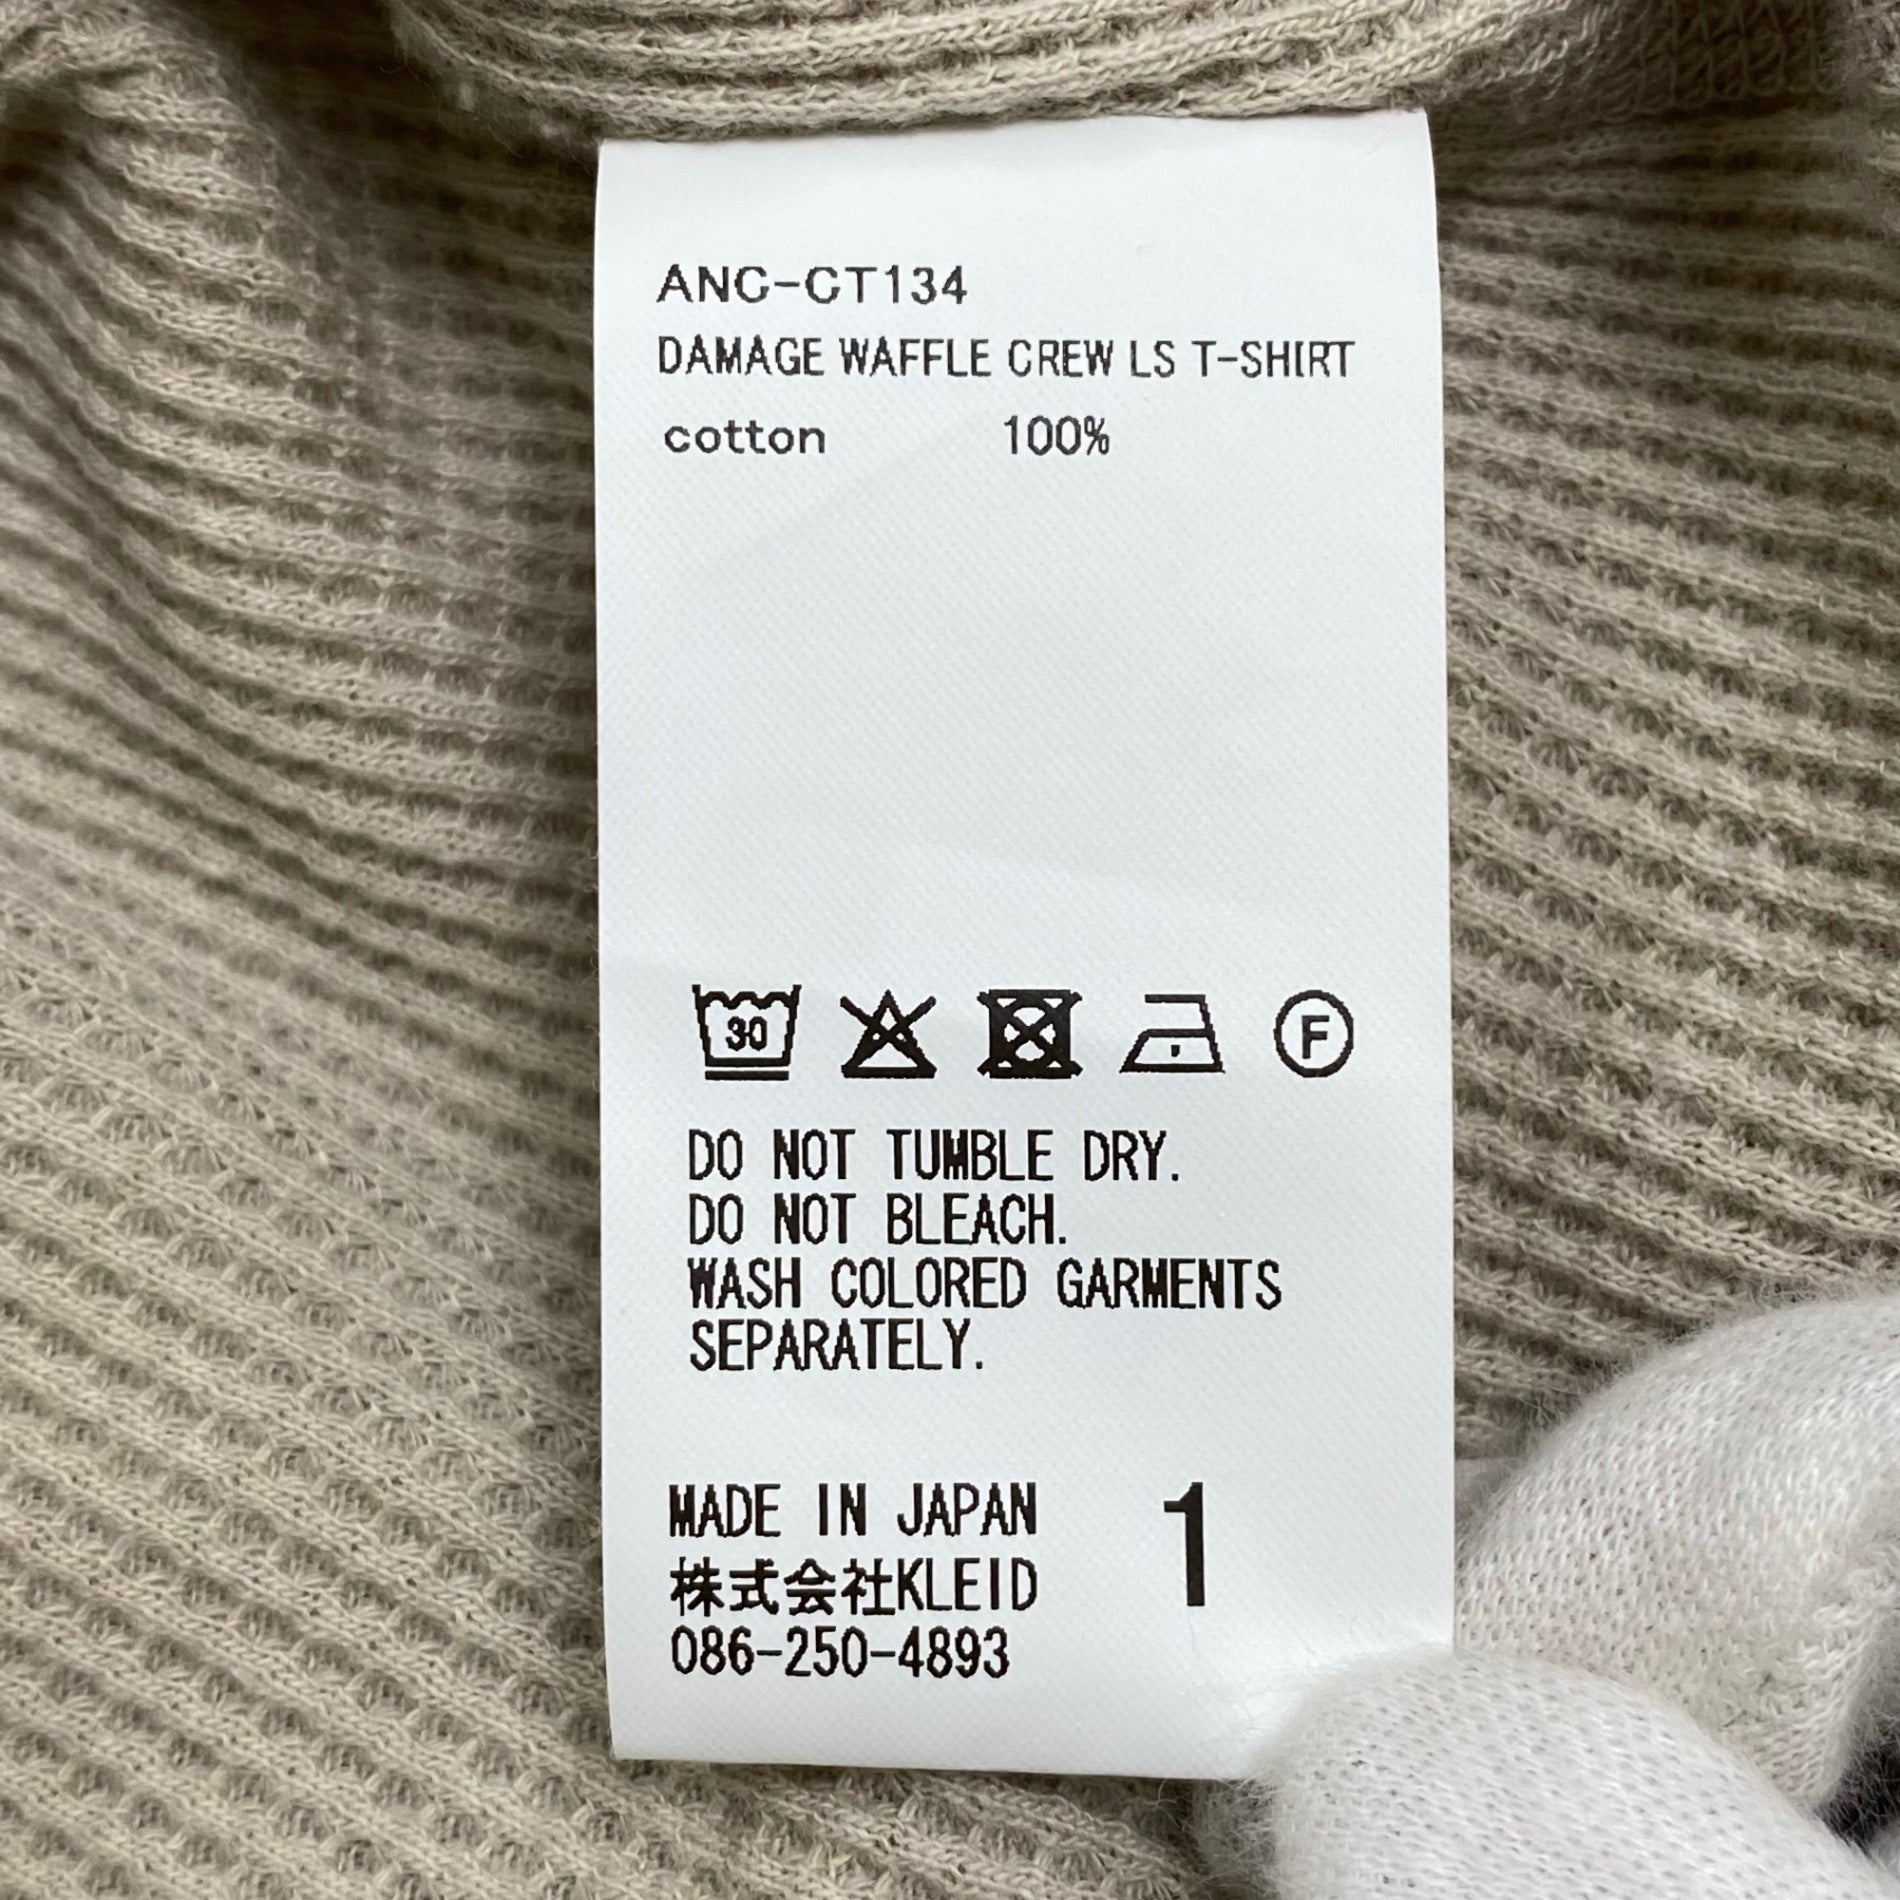 ANC-CT134
DAMAGE WAFFLE CREW LS T-SHIRT
cotton 100%
30 F
DO NOT TUMBLE DRY.
DO NOT BLEACH.
WASH COLORED GARMENTS
SEPARATELY.
MADE IN JAPAN 1
株式会社KLEID
086-250-4893